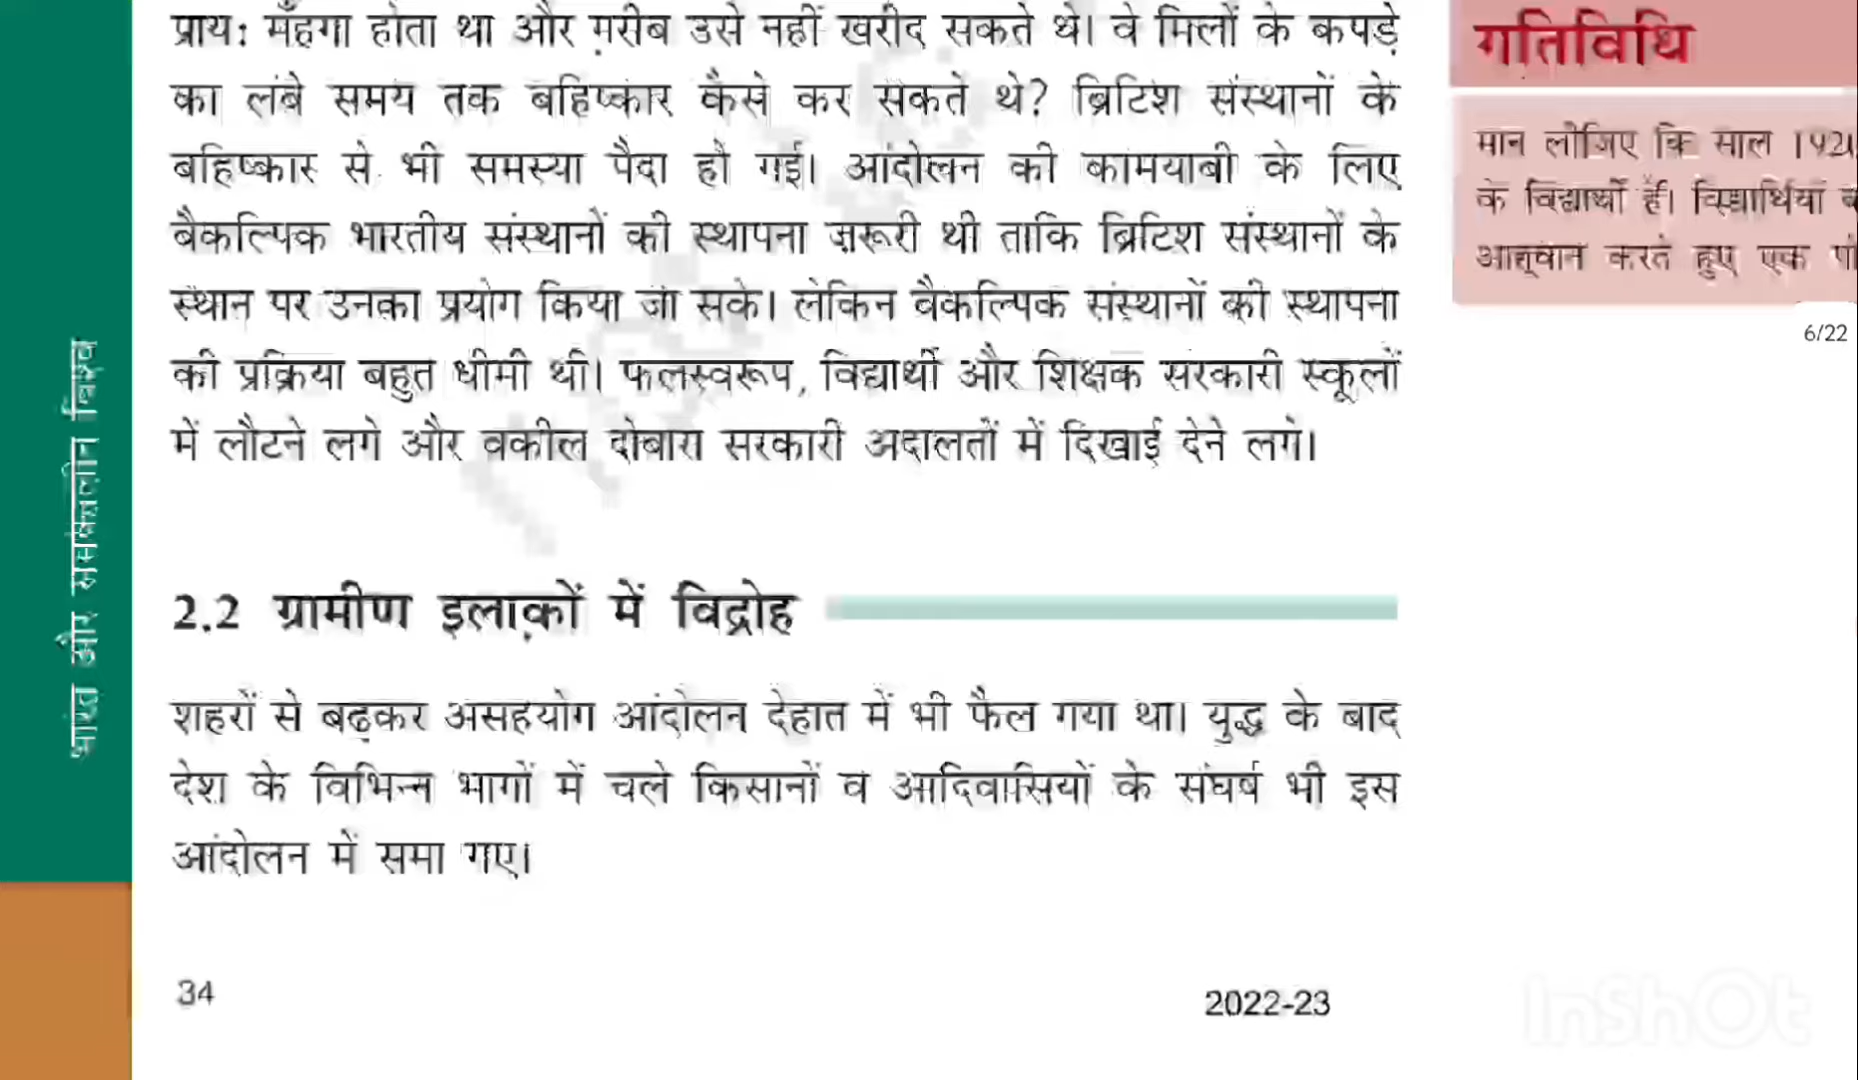 प्राय: मँहगा होता था और ग़रीब उसे नहीं खरीद सकते थे। वे मिलों के कपड़े
का लंबे समय तक बहिष्कार कैसे कर सकते थे? ब्रिटिश संस्थानों के
बहिष्कार से भी समस्या पैदा हो गई। आंदोलन की कामयाबी के लिए
वैकल्पिक भारतीय संस्थानों की स्थापना ज़रूरी थी ताकि ब्रिटिश संस्थानों के
स्थान पर उनका प्रयोग किया जा सके। लेकिन वैकल्पिक संस्थानों की स्थापना
की प्रक्रिया बहुत धीमी थी। फलस्वरूप, विद्यार्थी और शिक्षक सरकारी स्कूलों
में लौटने लगे और वकील दोबारा सरकारी अदालतों में दिखाई देने लगे।
2.2 ग्रामीण इलाक़ों में विद्रोह
शहरों से बढ़कर असहयोग आंदोलन देहात में भी फैल गया था। युद्ध के बाद
देश के विभिन्न भागों में चले किसानों व आदिवासियों के संघर्ष भी इस
आंदोलन में समा गए।
34
2022-23
गतिविधि
मान लीजिए कि साल
के विद्यार्थी हैं। विद्यार्थियों
आह्वान करते हुए एक
6/22
भारत और समकालीन विश्व
InShOt